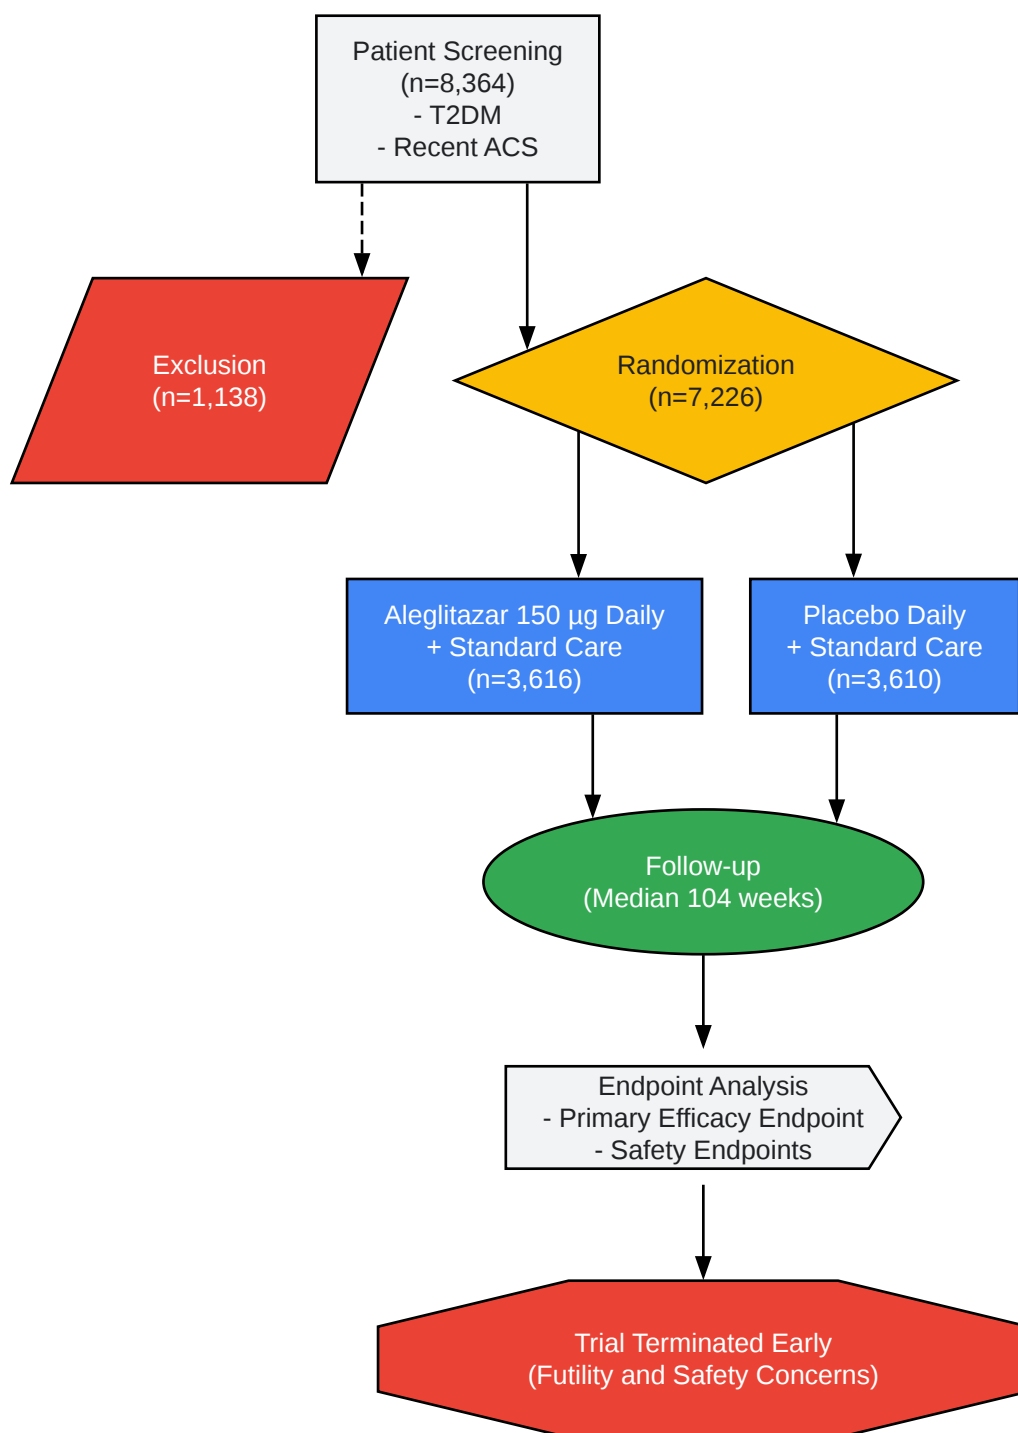 Patient Screening
(n=8,364)
- T2DM
- Recent ACS
Exclusion
(n=1,138)
Randomization
(n=7,226)
Aleglitazar 150 µg Daily
+ Standard Care
(n=3,616)
Placebo Daily
+ Standard Care
(n=3,610)
Follow-up
(Median 104 weeks)
Endpoint Analysis
- Primary Efficacy Endpoint
- Safety Endpoints
Trial Terminated Early
(Futility and Safety Concerns)